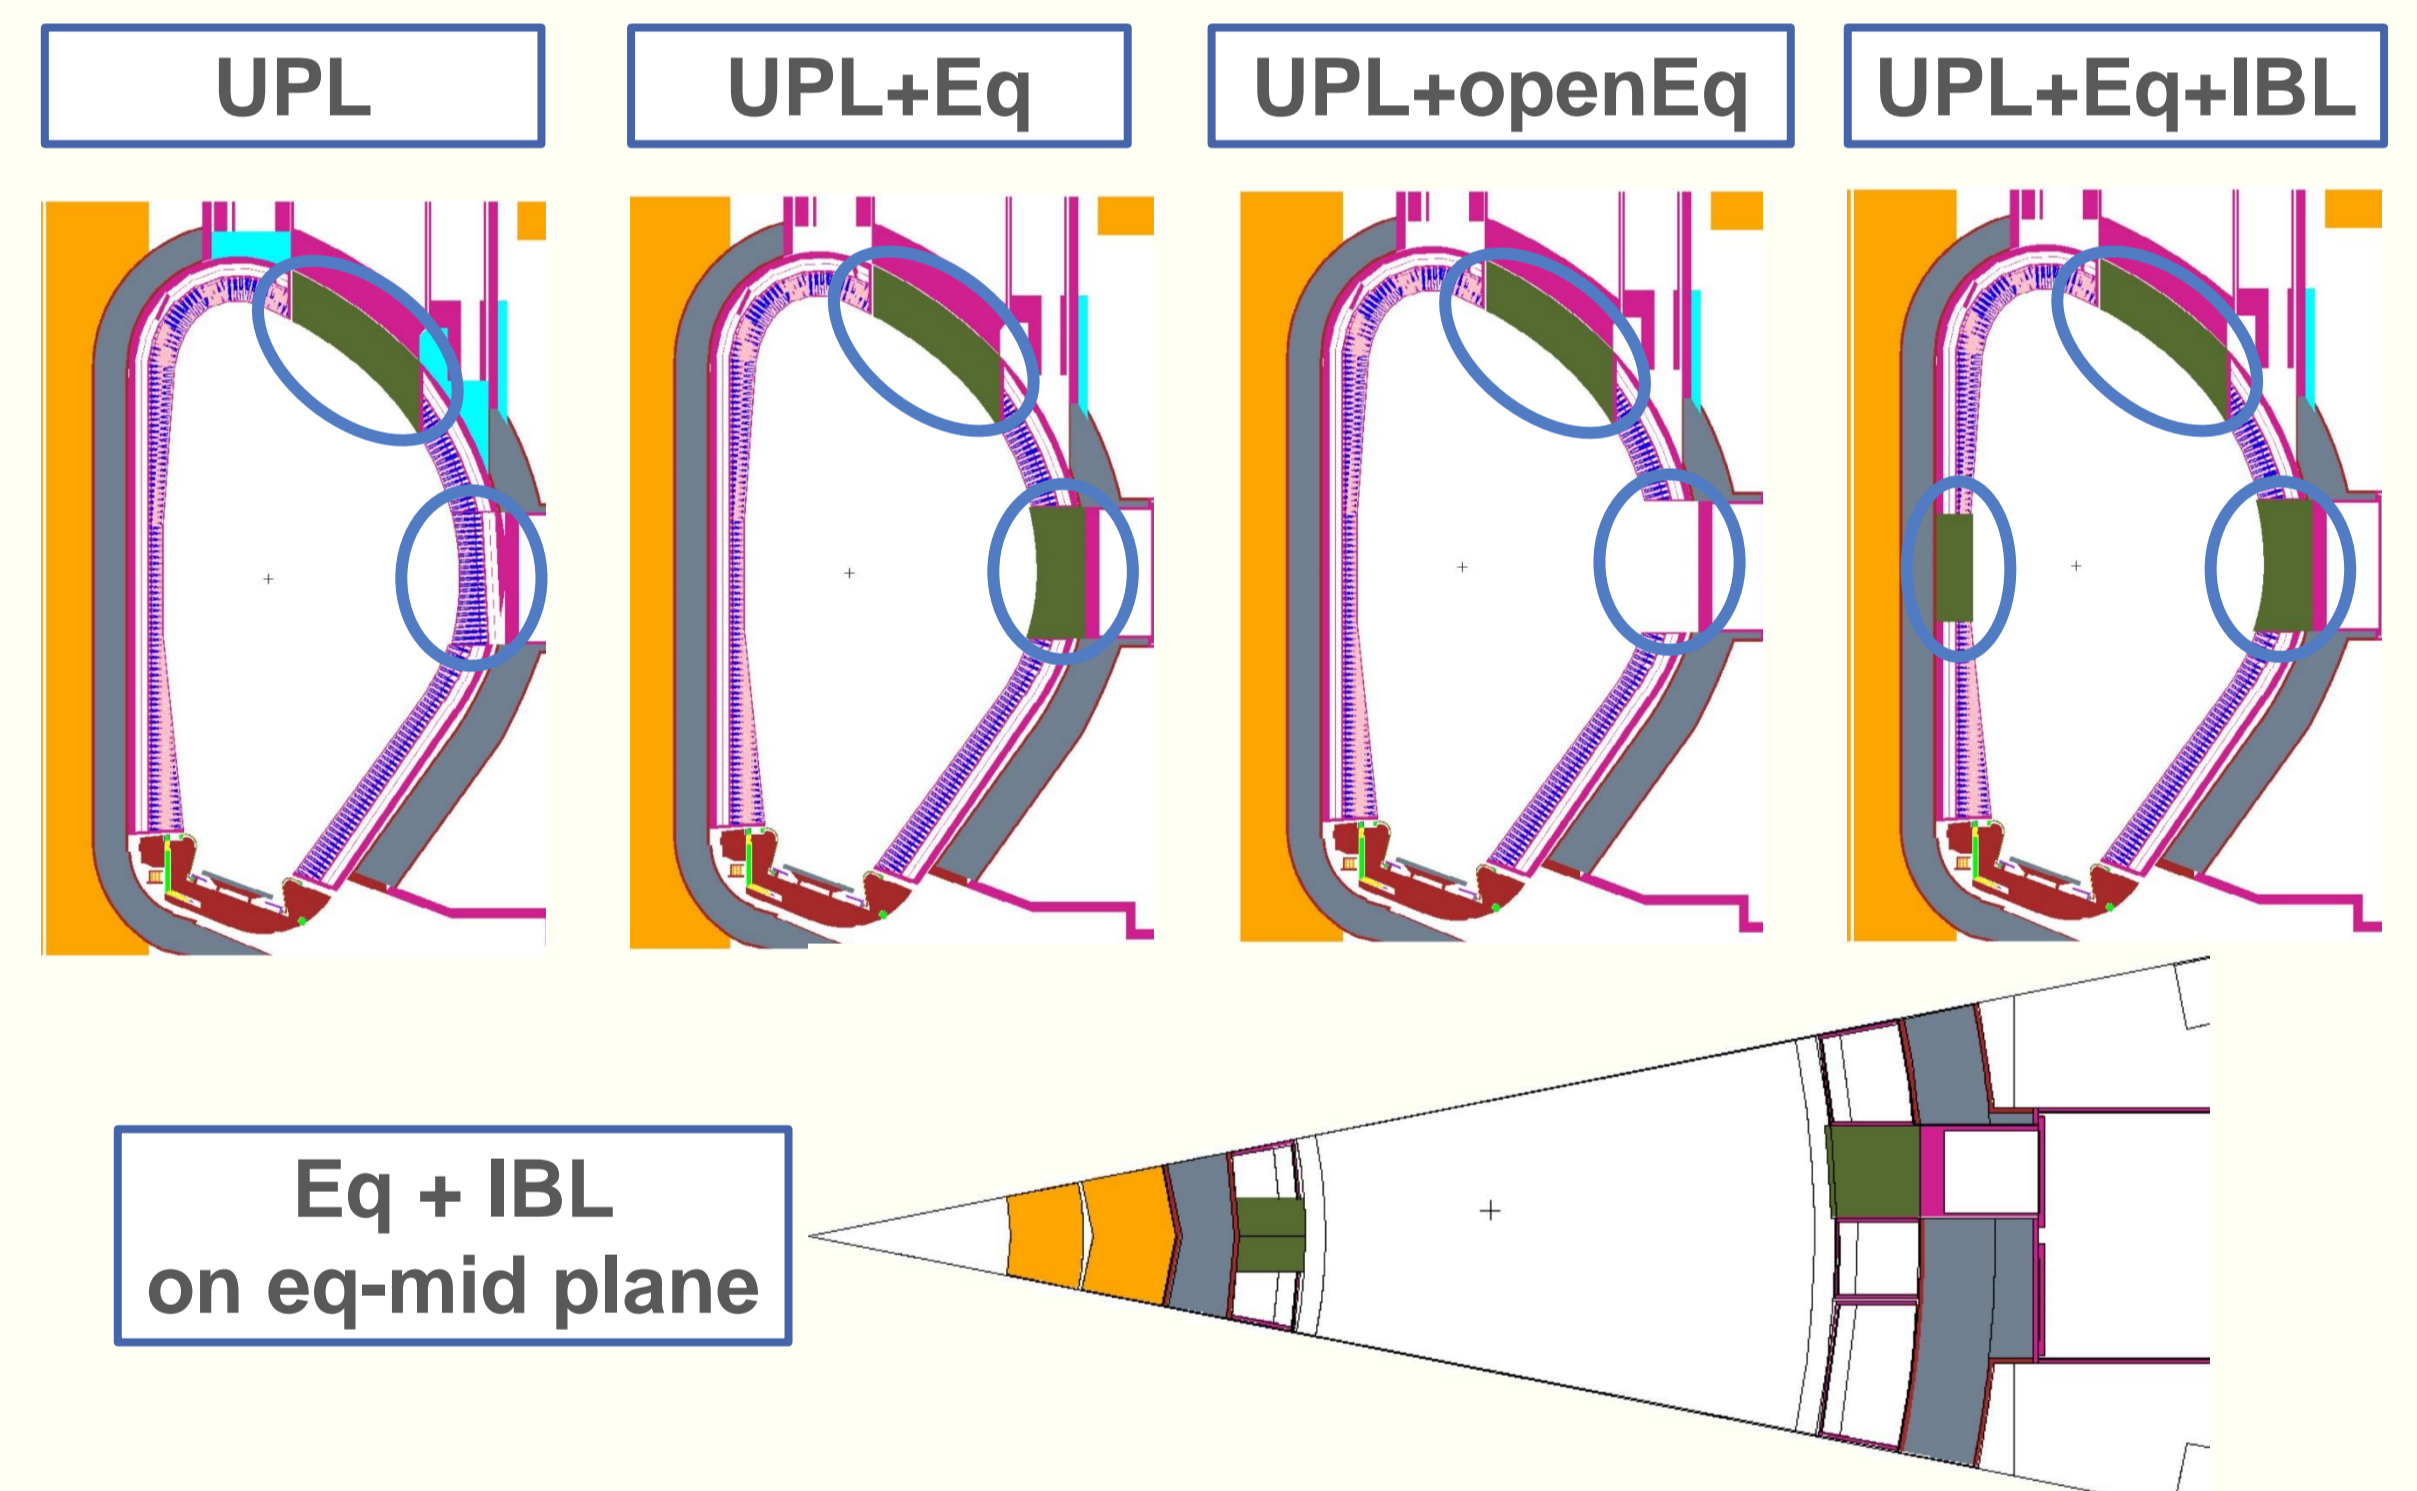 UPL
UPL+Eq
UPL+openEq
UPL+Eq+IBL
Eq + IBL
on eq-mid plane